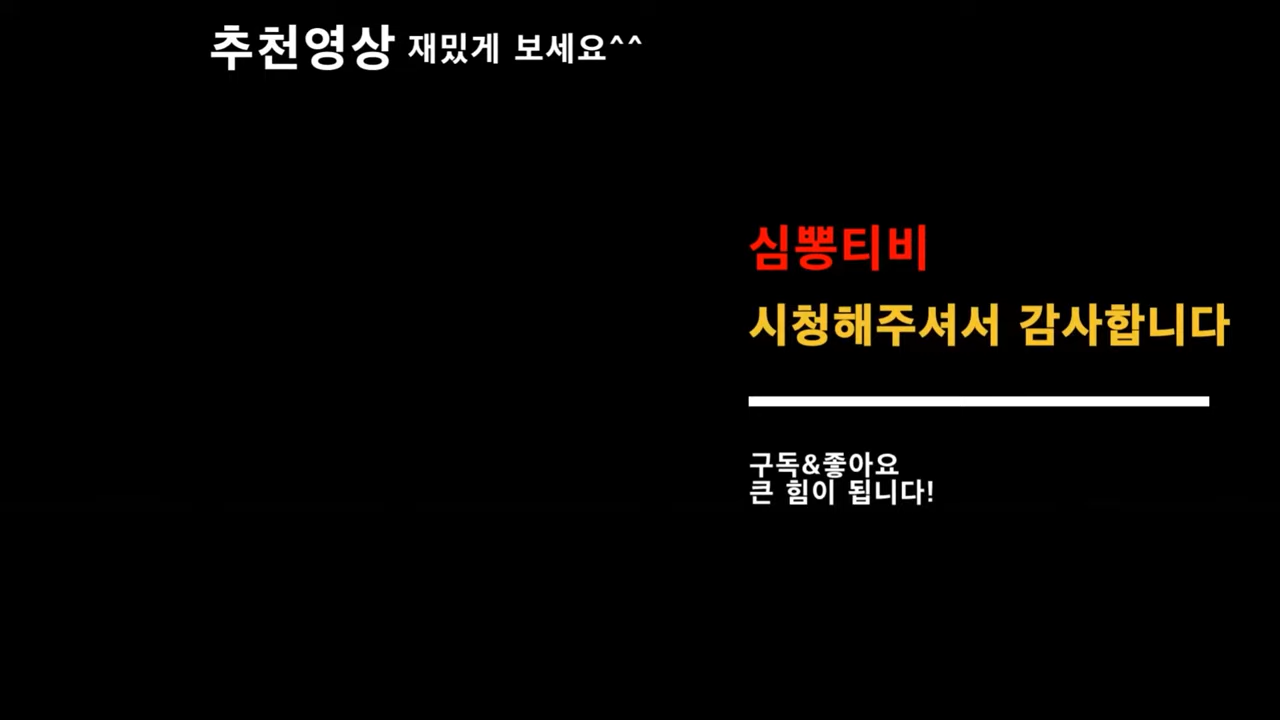 추천영상 재밌게 보세요^^
심뽕티비
시청해주셔서 감사합니다
구독&좋아요
큰 힘이 됩니다!